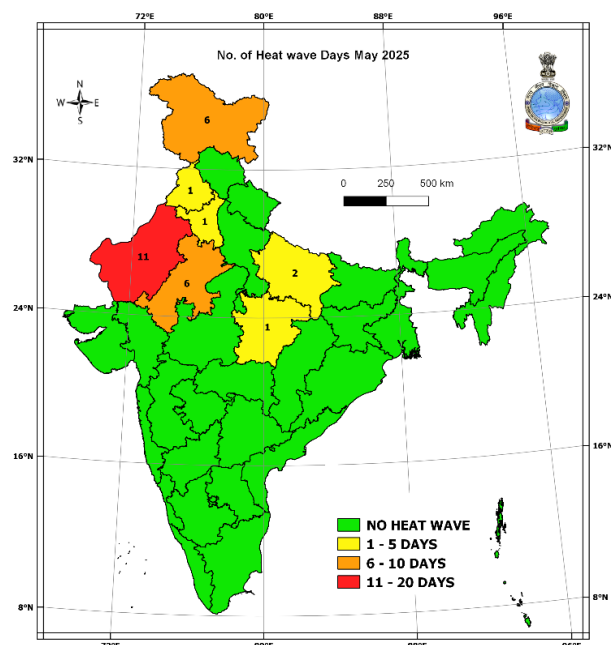 72°E 80°E 88°E 96°E
No. of Heat wave Days May 2025
N
W E
S
6
32°N 32°N
0 250 500 km
1
1
11
6
2
24°N 24°N
1
16°N 16°N
NO HEAT WAVE
1 - 5 DAYS
6 - 10 DAYS
11 - 20 DAYS
8°N 8°N